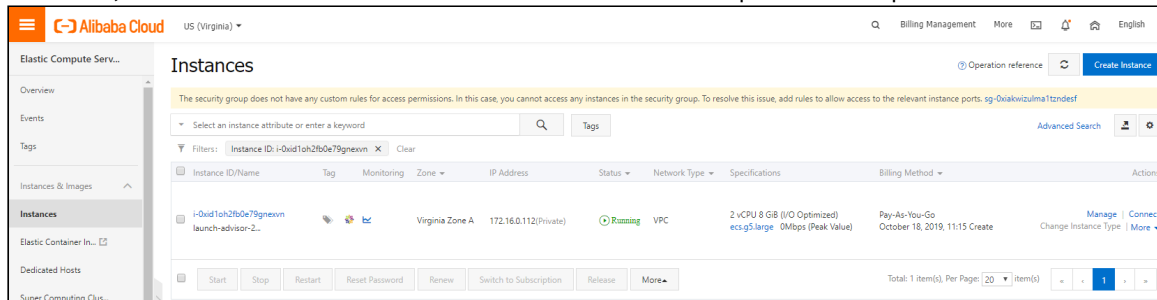 Alibaba Cloud US (Virginia) Billing Management More English
Elastic Compute Serv...
Overview
Events
Tags
Instances & Images
Instances
Elastic Container In...
Dedicated Hosts
Super Computing Clus...
Instances Operation reference Create Instance
The security group does not have any custom rules for access permissions. In this case, you cannot access any instances in the security group. To resolve this issue, add rules to allow access to the relevant instance ports. sg-0xiakwizulma1tzndesf
Select an instance attribute or enter a keyword Tags Advanced Search
Filters: Instance ID: i-0xid1oh2fb0e79gnexvn X Clear
Instance ID/Name Tag Monitoring Zone IP Address Status Network Type Specifications Billing Method Action
i-0xid1oh2fb0e79gnexvn Virginia Zone A 172.16.0.112(Private) Running VPC 2 vCPU 8 GiB (I/O Optimized) Pay-As-You-Go Manage | Connec
launch-advisor-2... ecs.g5.large 0Mbps (Peak Value) October 18, 2019, 11:15 Create Change Instance Type | More
Start Stop Restart Reset Password Renew Switch to Subscription Release More Total: 1 item(s), Per Page: 20 item(s) « ‹ 1 › »